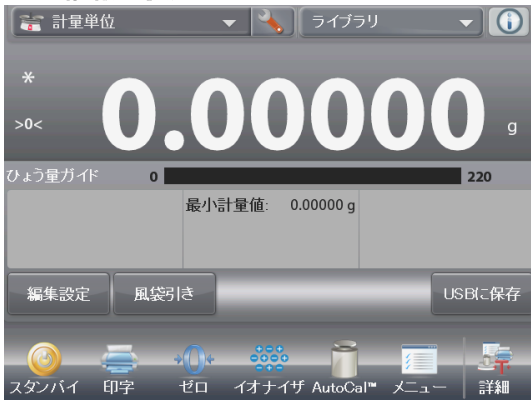 計量単位 ライブラリ
*
>0<
0.00000 g
ひょう量ガイド 0 220
最小計量値: 0.00000 g
編集設定 風袋引き USBに保存
スタンバイ 印字 ゼロ イオナイザ AutoCal™ メニュー 詳細